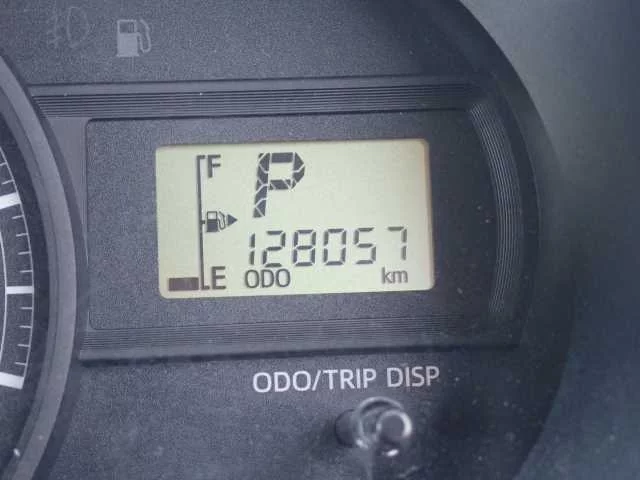 F
P
128057
E ODO km
ODO/TRIP DISP